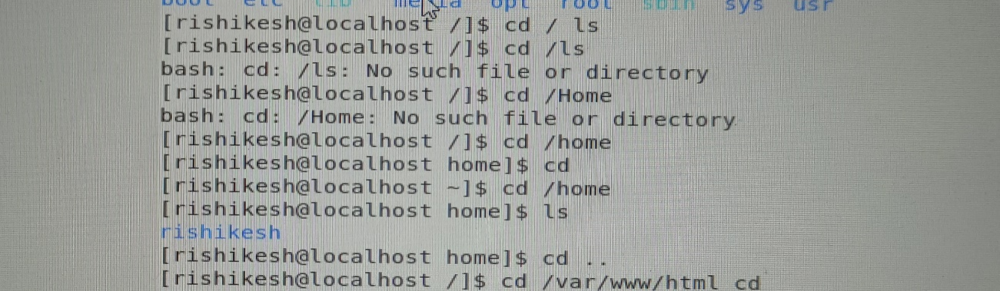 boot etc lib media opt root sbin sys usr
[rishikesh@localhost /]$ cd / ls
[rishikesh@localhost /]$ cd /ls
bash: cd: /ls: No such file or directory
[rishikesh@localhost /]$ cd /Home
bash: cd: /Home: No such file or directory
[rishikesh@localhost /]$ cd /home
[rishikesh@localhost home]$ cd
[rishikesh@localhost ~]$ cd /home
[rishikesh@localhost home]$ ls
rishikesh
[rishikesh@localhost home]$ cd ..
[rishikesh@localhost /]$ cd /var/www/html cd